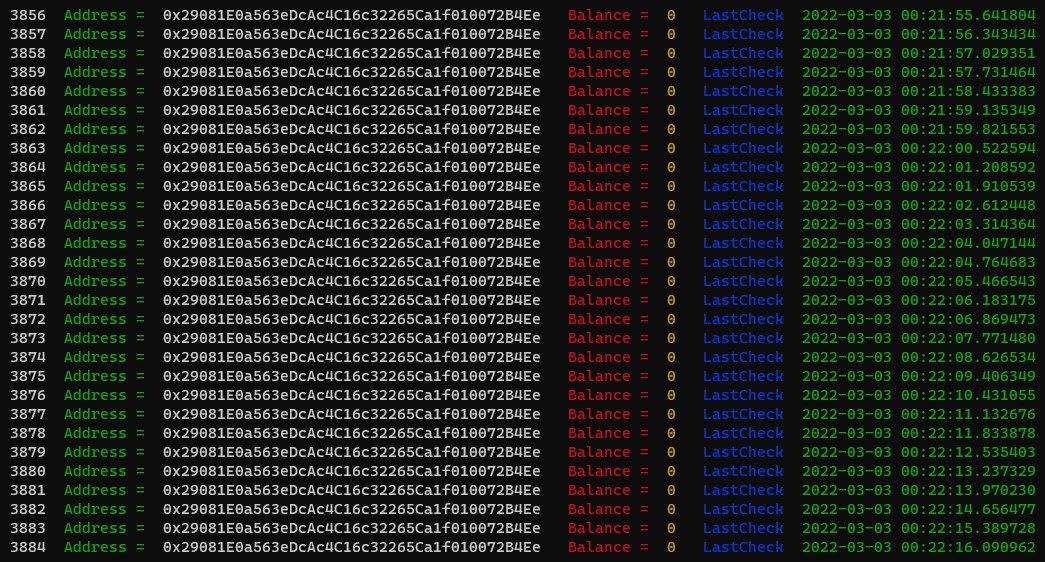 3856 Address = 0x29081E0a563eDcAc4C16c32265Ca1f010072B4Ee Balance = 0 LastCheck 2022-03-03 00:21:55.641804
3857 Address = 0x29081E0a563eDcAc4C16c32265Ca1f010072B4Ee Balance = 0 LastCheck 2022-03-03 00:21:56.343434
3858 Address = 0x29081E0a563eDcAc4C16c32265Ca1f010072B4Ee Balance = 0 LastCheck 2022-03-03 00:21:57.029351
3859 Address = 0x29081E0a563eDcAc4C16c32265Ca1f010072B4Ee Balance = 0 LastCheck 2022-03-03 00:21:57.731464
3860 Address = 0x29081E0a563eDcAc4C16c32265Ca1f010072B4Ee Balance = 0 LastCheck 2022-03-03 00:21:58.433383
3861 Address = 0x29081E0a563eDcAc4C16c32265Ca1f010072B4Ee Balance = 0 LastCheck 2022-03-03 00:21:59.135349
3862 Address = 0x29081E0a563eDcAc4C16c32265Ca1f010072B4Ee Balance = 0 LastCheck 2022-03-03 00:21:59.821553
3863 Address = 0x29081E0a563eDcAc4C16c32265Ca1f010072B4Ee Balance = 0 LastCheck 2022-03-03 00:22:00.522594
3864 Address = 0x29081E0a563eDcAc4C16c32265Ca1f010072B4Ee Balance = 0 LastCheck 2022-03-03 00:22:01.208592
3865 Address = 0x29081E0a563eDcAc4C16c32265Ca1f010072B4Ee Balance = 0 LastCheck 2022-03-03 00:22:01.910539
3866 Address = 0x29081E0a563eDcAc4C16c32265Ca1f010072B4Ee Balance = 0 LastCheck 2022-03-03 00:22:02.612448
3867 Address = 0x29081E0a563eDcAc4C16c32265Ca1f010072B4Ee Balance = 0 LastCheck 2022-03-03 00:22:03.314364
3868 Address = 0x29081E0a563eDcAc4C16c32265Ca1f010072B4Ee Balance = 0 LastCheck 2022-03-03 00:22:04.047144
3869 Address = 0x29081E0a563eDcAc4C16c32265Ca1f010072B4Ee Balance = 0 LastCheck 2022-03-03 00:22:04.764683
3870 Address = 0x29081E0a563eDcAc4C16c32265Ca1f010072B4Ee Balance = 0 LastCheck 2022-03-03 00:22:05.466543
3871 Address = 0x29081E0a563eDcAc4C16c32265Ca1f010072B4Ee Balance = 0 LastCheck 2022-03-03 00:22:06.183175
3872 Address = 0x29081E0a563eDcAc4C16c32265Ca1f010072B4Ee Balance = 0 LastCheck 2022-03-03 00:22:06.869473
3873 Address = 0x29081E0a563eDcAc4C16c32265Ca1f010072B4Ee Balance = 0 LastCheck 2022-03-03 00:22:07.771480
3874 Address = 0x29081E0a563eDcAc4C16c32265Ca1f010072B4Ee Balance = 0 LastCheck 2022-03-03 00:22:08.626534
3875 Address = 0x29081E0a563eDcAc4C16c32265Ca1f010072B4Ee Balance = 0 LastCheck 2022-03-03 00:22:09.406349
3876 Address = 0x29081E0a563eDcAc4C16c32265Ca1f010072B4Ee Balance = 0 LastCheck 2022-03-03 00:22:10.431055
3877 Address = 0x29081E0a563eDcAc4C16c32265Ca1f010072B4Ee Balance = 0 LastCheck 2022-03-03 00:22:11.132676
3878 Address = 0x29081E0a563eDcAc4C16c32265Ca1f010072B4Ee Balance = 0 LastCheck 2022-03-03 00:22:11.833878
3879 Address = 0x29081E0a563eDcAc4C16c32265Ca1f010072B4Ee Balance = 0 LastCheck 2022-03-03 00:22:12.535403
3880 Address = 0x29081E0a563eDcAc4C16c32265Ca1f010072B4Ee Balance = 0 LastCheck 2022-03-03 00:22:13.237329
3881 Address = 0x29081E0a563eDcAc4C16c32265Ca1f010072B4Ee Balance = 0 LastCheck 2022-03-03 00:22:13.970230
3882 Address = 0x29081E0a563eDcAc4C16c32265Ca1f010072B4Ee Balance = 0 LastCheck 2022-03-03 00:22:14.656477
3883 Address = 0x29081E0a563eDcAc4C16c32265Ca1f010072B4Ee Balance = 0 LastCheck 2022-03-03 00:22:15.389728
3884 Address = 0x29081E0a563eDcAc4C16c32265Ca1f010072B4Ee Balance = 0 LastCheck 2022-03-03 00:22:16.090962